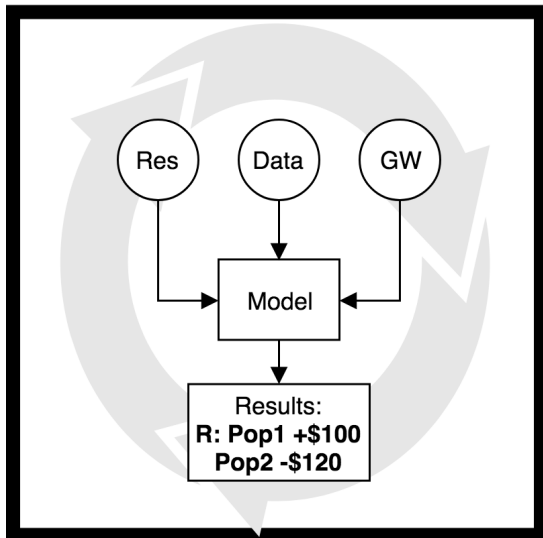 Res
Data
GW
Model
Results:
R: Pop1 +$100
Pop2 -$120